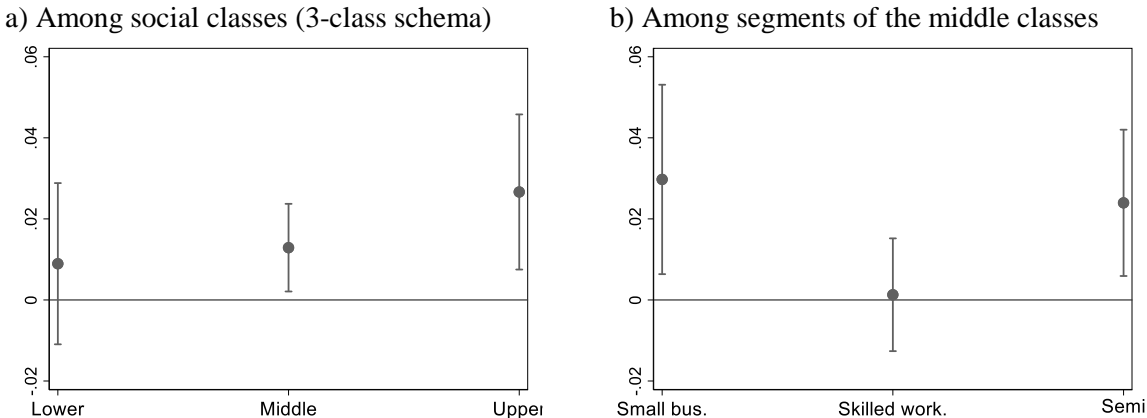 a) Among social classes (3-class schema)
b) Among segments of the middle classes
.06
.04
.02
0
-.02
Lower
Middle
Upper
.06
.04
.02
0
-.02
Small bus.
Skilled work.
Semi